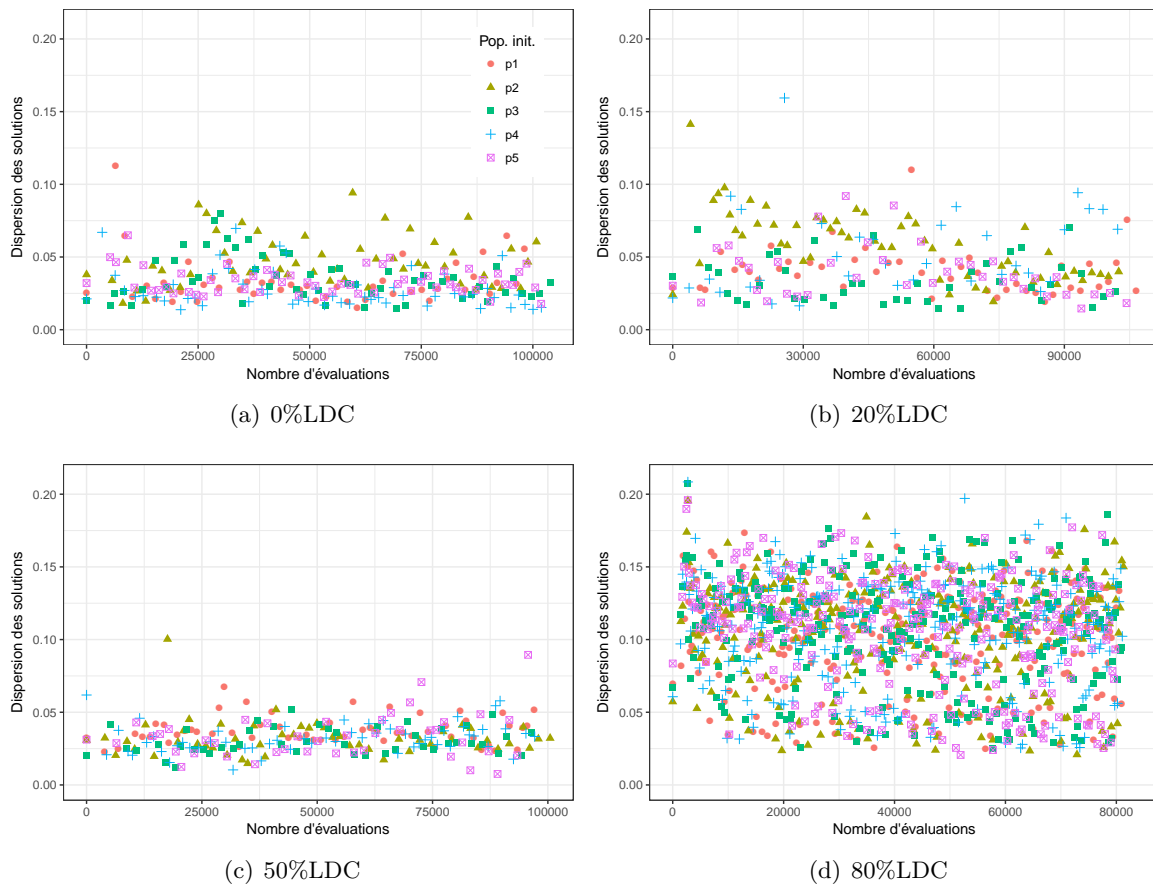 0.20
0.15
0.10
0.05
0.00
Dispersion des solutions
Pop. init.
p1
p2
p3
p4
p5
0 25000 50000 75000 100000
Nombre d'évaluations
(a) 0%LDC
0.20
0.15
0.10
0.05
0.00
Dispersion des solutions
0 30000 60000 90000
Nombre d'évaluations
(b) 20%LDC
0.20
0.15
0.10
0.05
0.00
Dispersion des solutions
0 25000 50000 75000 100000
Nombre d'évaluations
(c) 50%LDC
0.20
0.15
0.10
0.05
0.00
Dispersion des solutions
0 20000 40000 60000 80000
Nombre d'évaluations
(d) 80%LDC